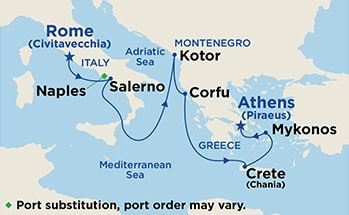 Rome
(Civitavecchia)
Adriatic
Sea
MONTENEGRO
Kotor
ITALY
Naples
Salerno
Corfu
Athens
(Piraeus)
Mykonos
GREECE
Mediterranean
Sea
Crete
(Chania)
Port substitution, port order may vary.